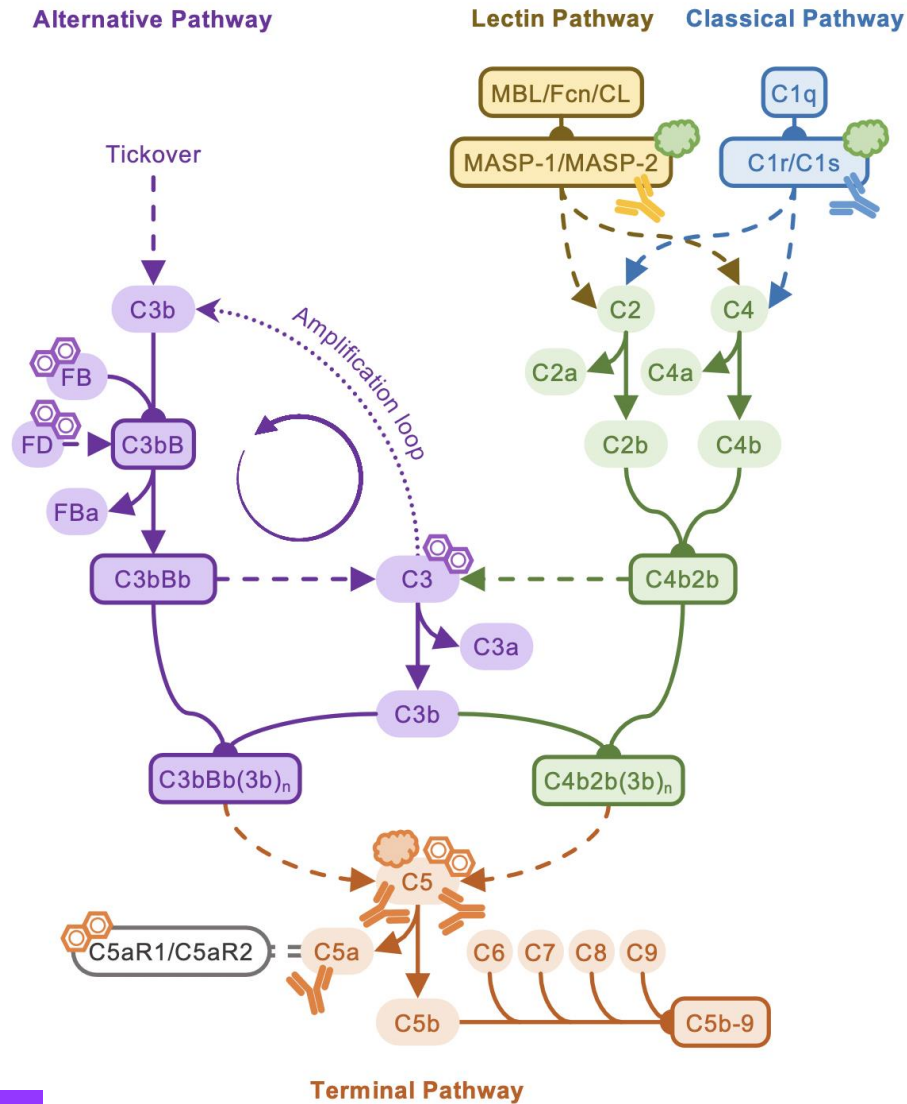 Alternative Pathway
Lectin Pathway
Classical Pathway
MBL/Fcn/CL
C1q
MASP-1/MASP-2
C1r/C1s
Tickover
C3b
Amplification loop
C2
C4
FB
C2a
C4a
FD
C3bB
C2b
C4b
FBa
C3bBb
C3
C4b2b
C3a
C3b
C3bBb(3b)n
C4b2b(3b)n
C5
C5aR1/C5aR2
C5a
C6
C7
C8
C9
C5b
C5b-9
Terminal Pathway